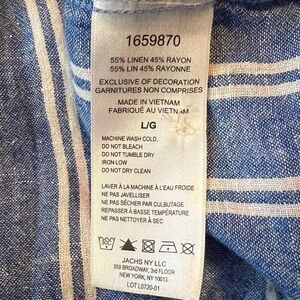 1659870
55% LINEN 45% RAYON
55% LIN 45% RAYONNE
EXCLUSIVE OF DECORATION
GARNITURES NON COMPRISES
MADE IN VIETNAM
FABRIQUÉ AU VIETNAM
L/G
MACHINE WASH COLD,
DO NOT BLEACH
DO NOT TUMBLE DRY
IRON LOW
DO NOT DRY CLEAN
LAVER À LA MACHINE À L'EAU FROIDE
NE PAS JAVELLISER
NE PAS SÉCHER PAR CULBUTAGE
REPASSER À BASSE TEMPÉRATURE
NE PAS NETTOYER À SEC
JACHS NY LLC
359 BROADWAY, 3rd FLOOR
NEW YORK, NY 10013
LOT L0720-01